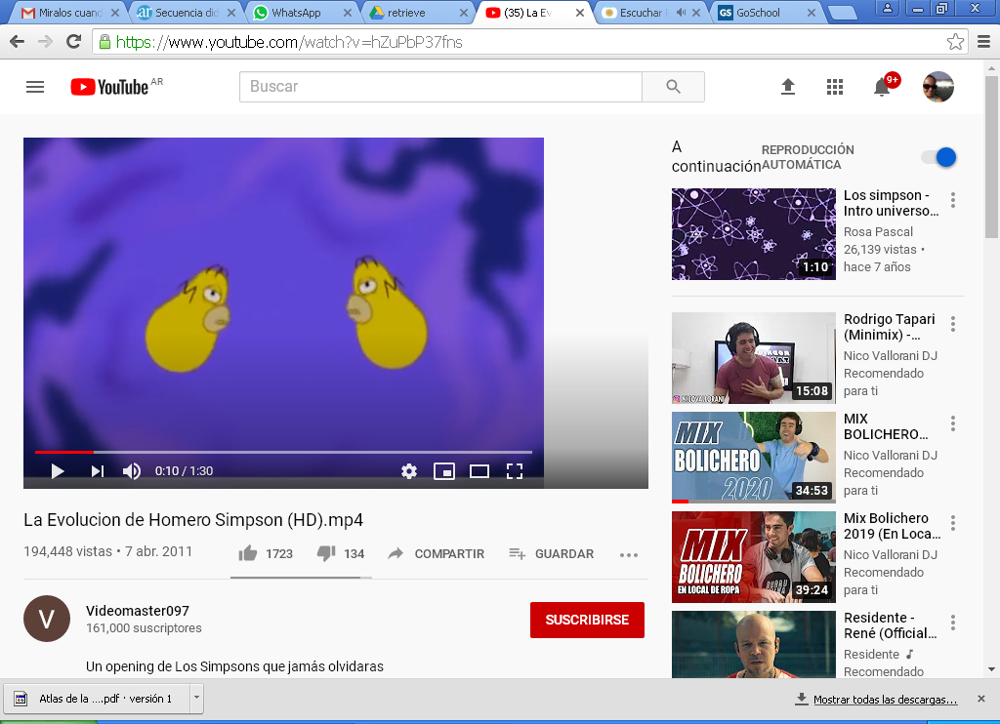 Miralos cuand
Secuencia did
WhatsApp
retrieve
(35) La Ev
Escuchar
GS GoSchool
https://www.youtube.com/watch?v=hZuPbP37fns
YouTube AR
Buscar
9+
A continuación
REPRODUCCIÓN AUTOMÁTICA
Los simpson -
Intro universo...
Rosa Pascal
26,139 vistas •
hace 7 años
1:10
Rodrigo Tapari
(Minimix) -...
Nico Vallorani DJ
Recomendado
para ti
NICOVALLORANI
15:08
MIX
BOLICHERO...
Nico Vallorani DJ
Recomendado
para ti
MIX
BOLICHERO
2020
34:53
Mix Bolichero
2019 (En Loca...
Nico Vallorani DJ
Recomendado
para ti
MIX
BOLICHERO
EN LOCAL DE ROPA
39:24
Residente -
René (Official...
Residente
Recomendado
0:10 / 1:30
La Evolucion de Homero Simpson (HD).mp4
194,448 vistas • 7 abr. 2011
1723
134
COMPARTIR
GUARDAR
V
Videomaster097
161,000 suscriptores
SUSCRIBIRSE
Un opening de Los Simpsons que jamás olvidaras
Atlas de la ....pdf · versión 1
Mostrar todas las descargas...